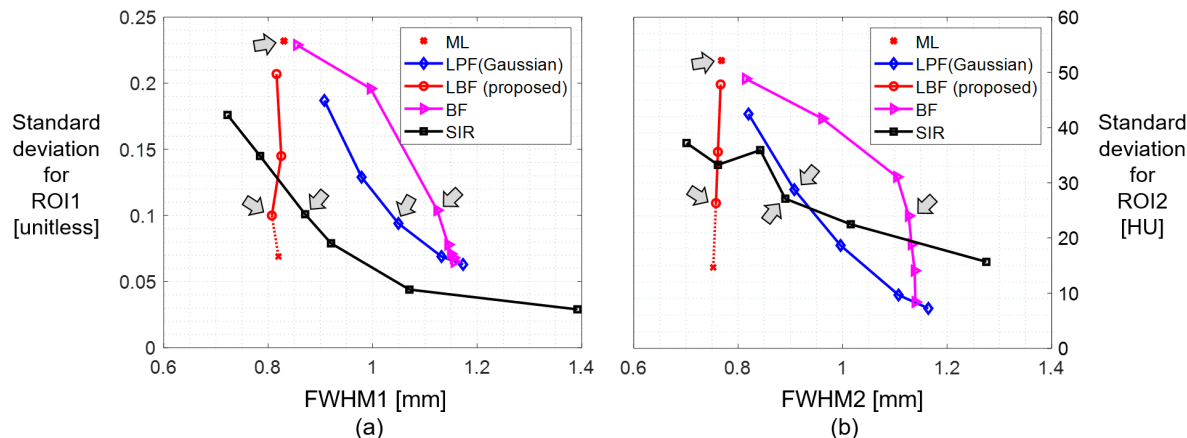 Standard
deviation
for
ROI1
[unitless]
0.25
0.2
0.15
0.1
0.05
0
0.6
0.8
1
1.2
1.4
ML
LPF(Gaussian)
LBF (proposed)
BF
SIR
FWHM1 [mm]
(a)
60
50
40
30
20
10
0
0.6
0.8
1
1.2
1.4
ML
LPF(Gaussian)
LBF (proposed)
BF
SIR
FWHM2 [mm]
(b)
Standard
deviation
for
ROI2
[HU]